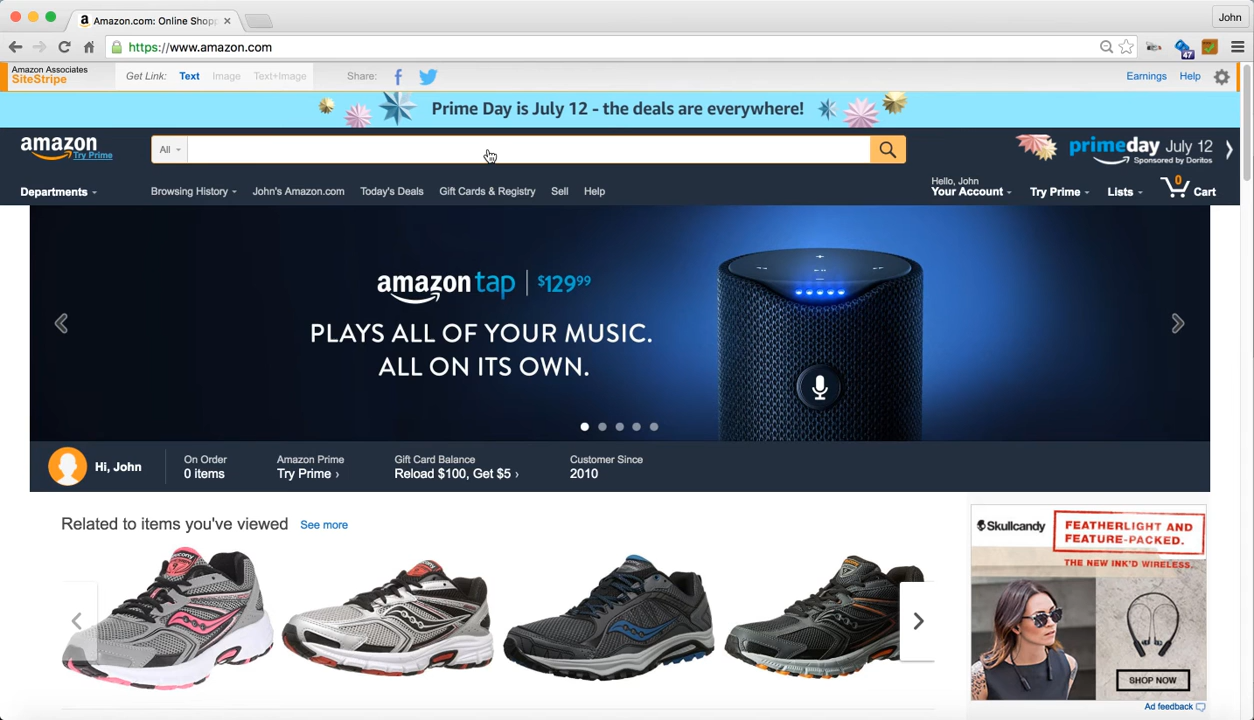 Amazon.com: Online Shopp
John
https://www.amazon.com
47
Amazon Associates
SiteStripe
Get Link:
Text
Image
Text+Image
Share:
Earnings
Help
Prime Day is July 12 - the deals are everywhere!
amazon
Try Prime
All
primeday July 12
Sponsored by Doritos
Departments
Browsing History
John's Amazon.com
Today's Deals
Gift Cards & Registry
Sell
Help
Hello, John
Your Account
Try Prime
Lists
0
Cart
amazon tap $129.99
PLAYS ALL OF YOUR MUSIC.
ALL ON ITS OWN.
Hi, John
On Order
0 items
Amazon Prime
Try Prime ›
Gift Card Balance
Reload $100, Get $5 ›
Customer Since
2010
Related to items you've viewed
See more
Skullcandy
FEATHERLIGHT AND
FEATURE-PACKED.
THE NEW INK'D WIRELESS.
SHOP NOW
Ad feedback